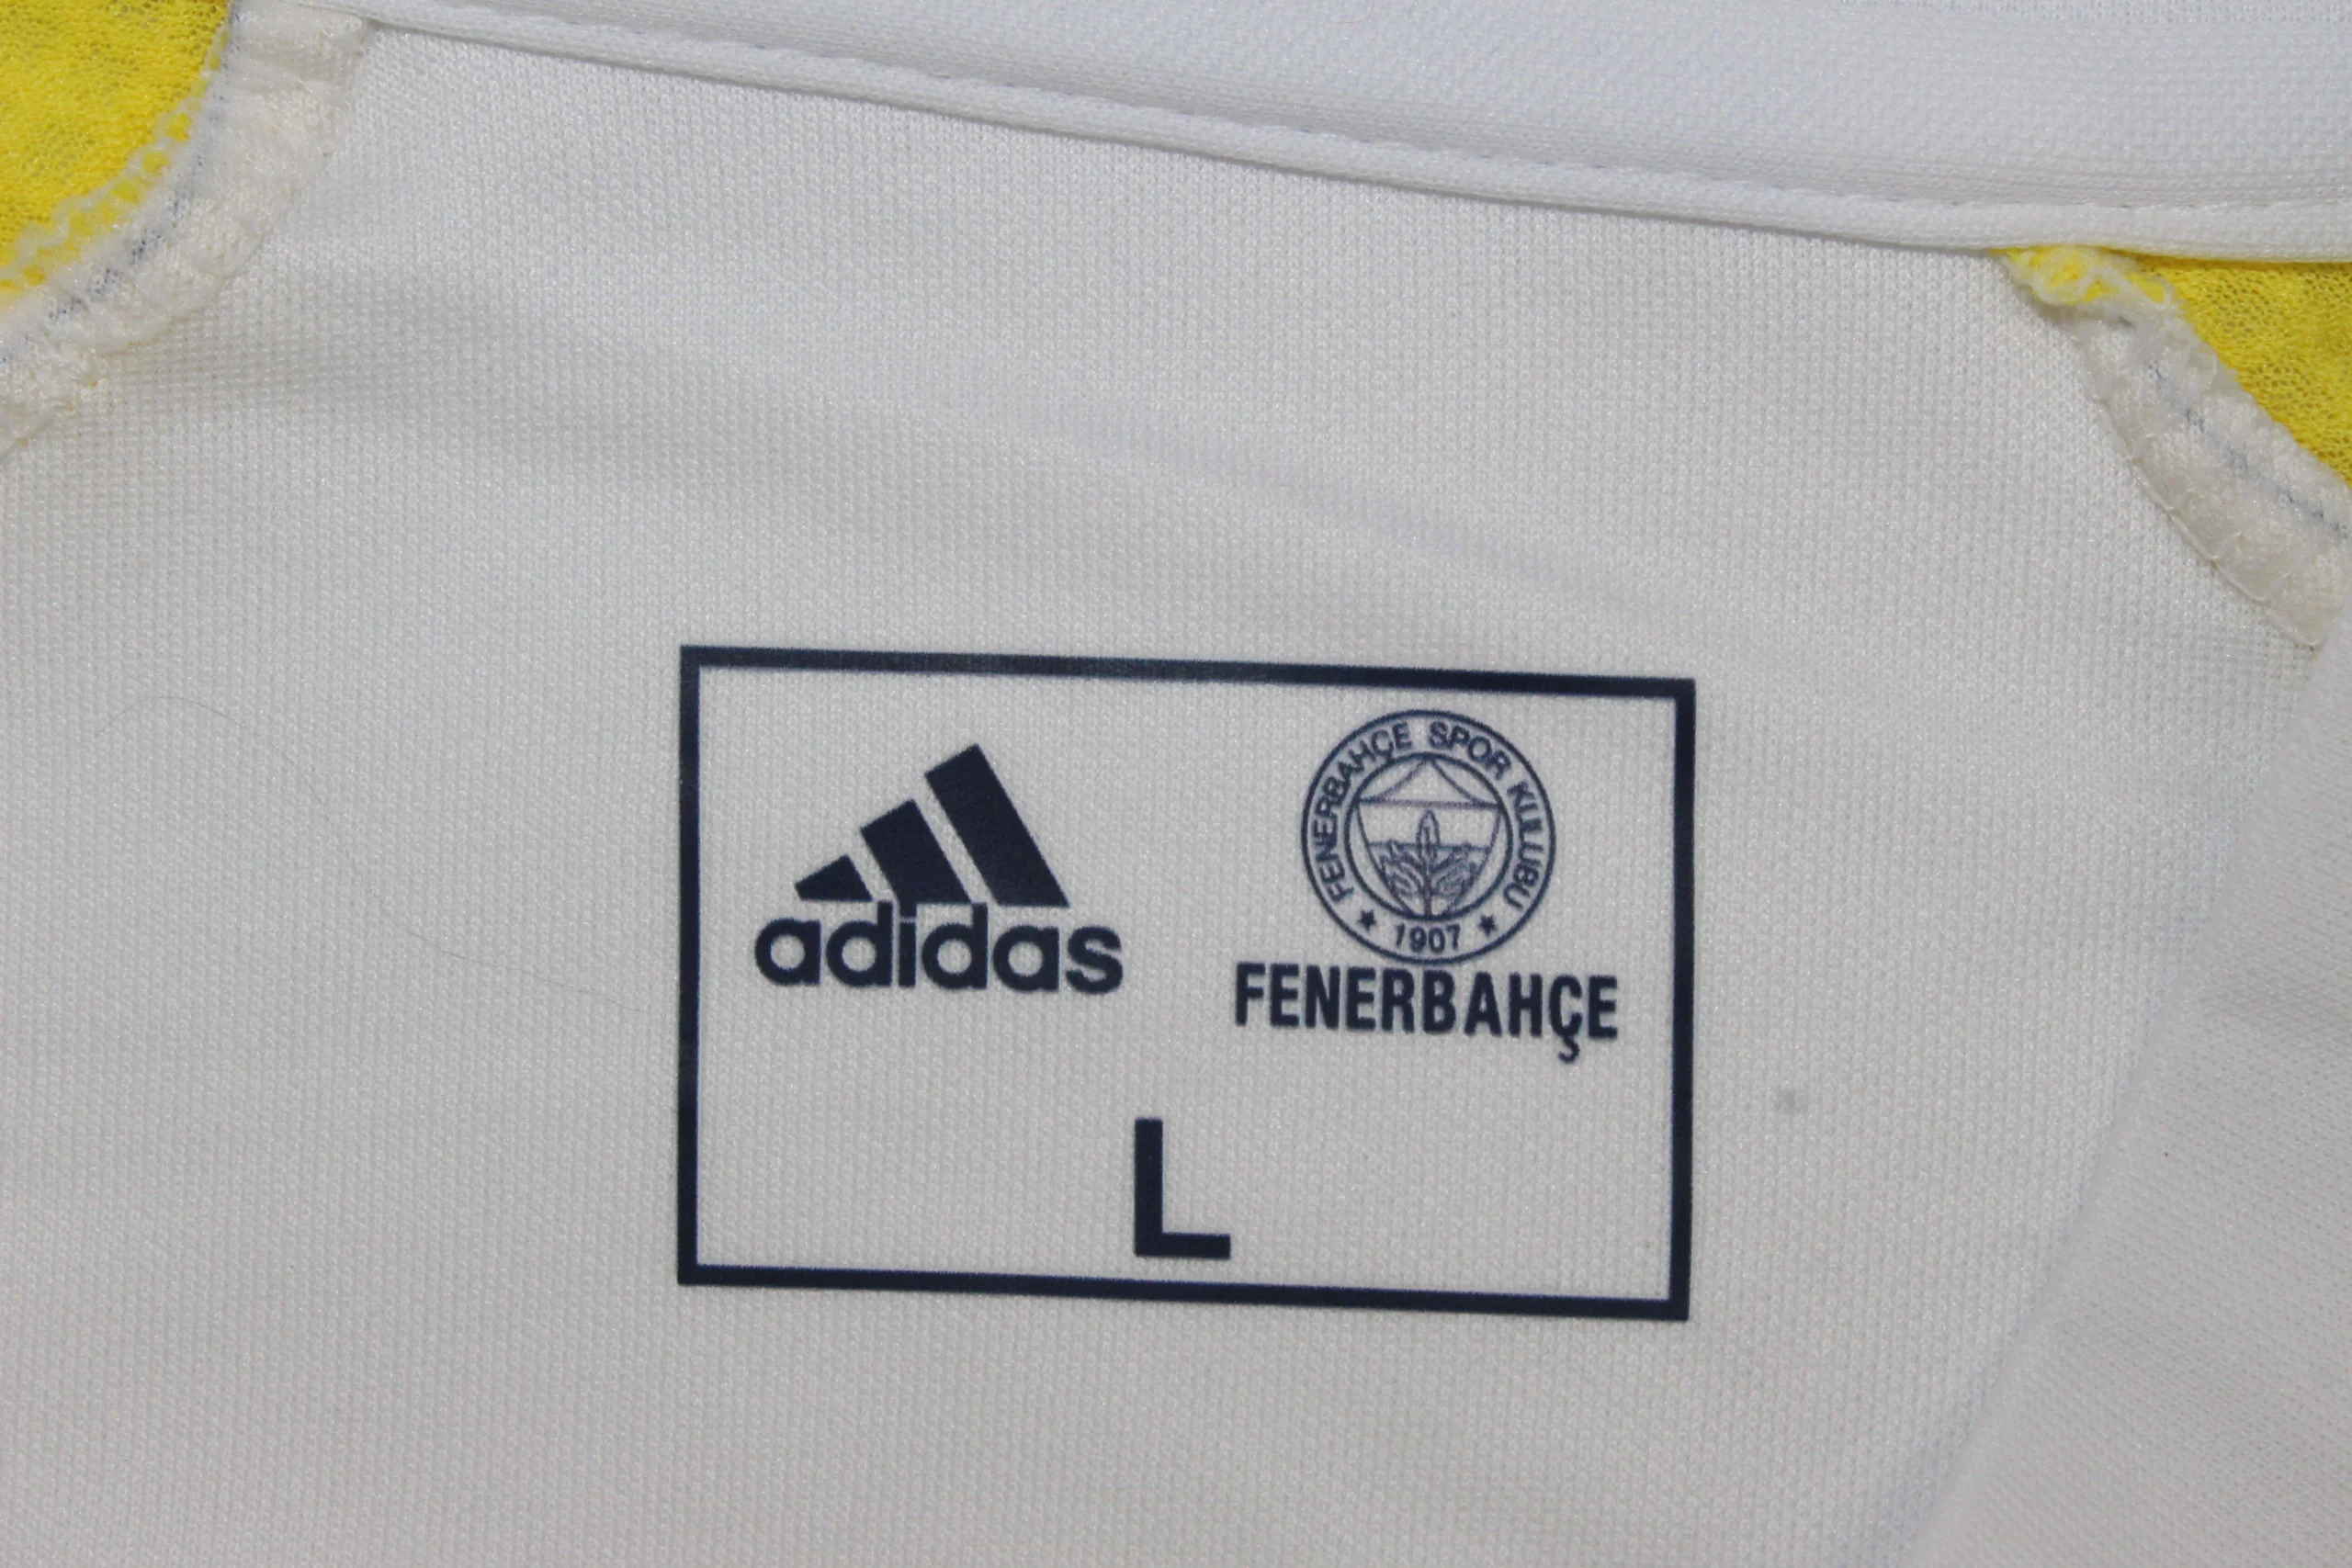 adidas
FENERBAHÇE SPOR KULÜBÜ
★ 1907 ★
FENERBAHÇE
L